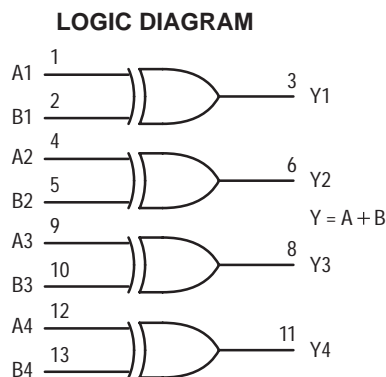 LOGIC DIAGRAM
A1 1
B1 2
3 Y1
A2 4
B2 5
6 Y2
Y = A + B
A3 9
B3 10
8 Y3
A4 12
B4 13
11 Y4